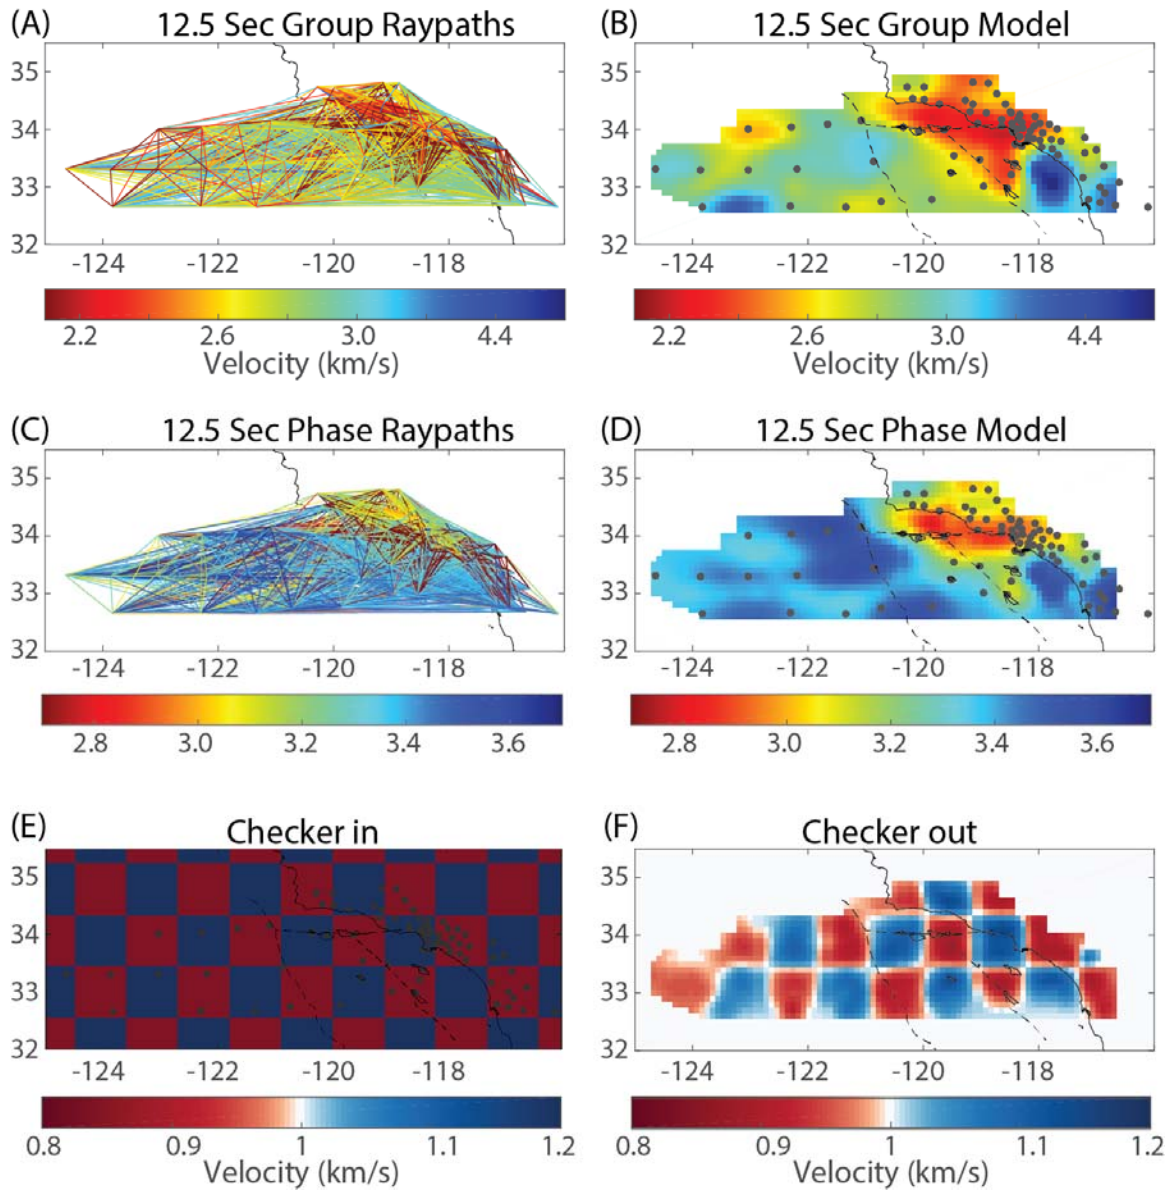 (A) 12.5 Sec Group Raypaths
35
34
33
32
-124 -122 -120 -118
2.2 2.6 3.0 4.4
Velocity (km/s)
(B) 12.5 Sec Group Model
35
34
33
32
-124 -122 -120 -118
2.2 2.6 3.0 4.4
Velocity (km/s)
(C) 12.5 Sec Phase Raypaths
35
34
33
32
-124 -122 -120 -118
2.8 3.0 3.2 3.4 3.6
(D) 12.5 Sec Phase Model
35
34
33
32
-124 -122 -120 -118
2.8 3.0 3.2 3.4 3.6
(E) Checker in
35
34
33
32
-124 -122 -120 -118
0.8 0.9 1 1.1 1.2
Velocity (km/s)
(F) Checker out
35
34
33
32
-124 -122 -120 -118
0.8 0.9 1 1.1 1.2
Velocity (km/s)